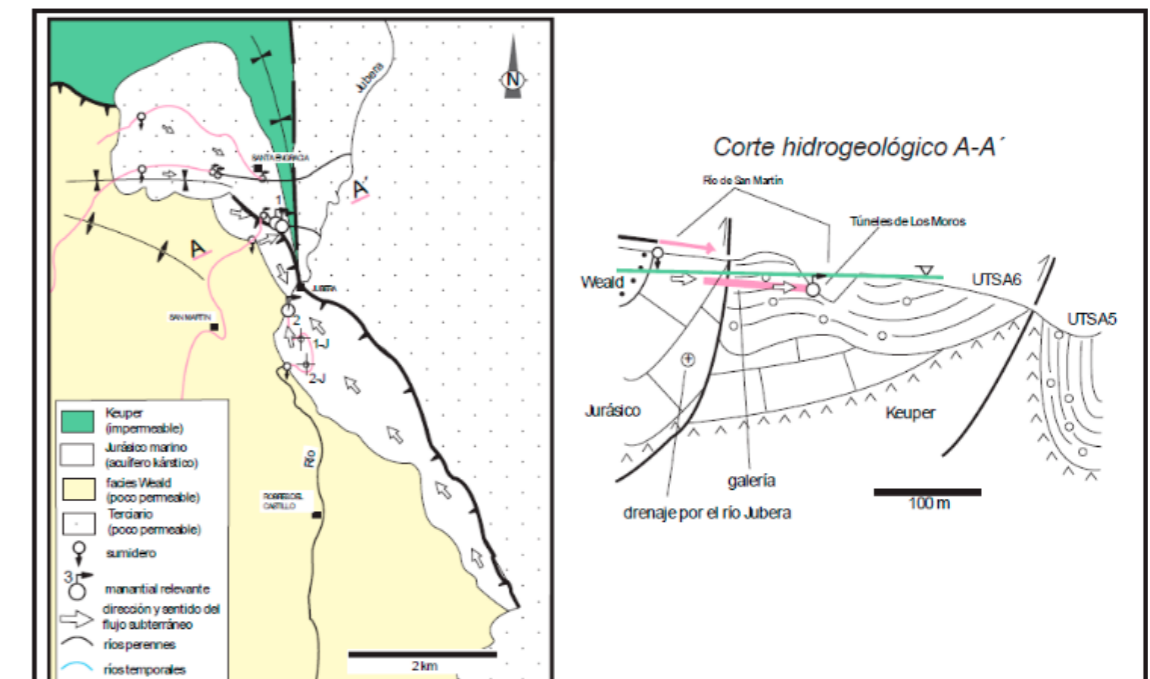 N
Jubera
SANTA ENGRACIA
1
A´
A
JUBERA
SAN MARTÍN
2
1-J
2-J
Río
ROBRES DEL
CASTILLO
Keuper
(impermeable)
Jurásico marino
(acuífero kárstico)
facies Weald
(poco permeable)
Terciario
(poco permeable)
sumidero
3
manantial relevante
dirección y sentido del
flujo subterráneo
ríos perennes
ríos temporales
2 km
Corte hidrogeológico A-A´
Río de San Martín
Túneles de Los Moros
Weald
UTSA6
UTSA5
Jurásico
Keuper
galería
drenaje por el río Jubera
100 m